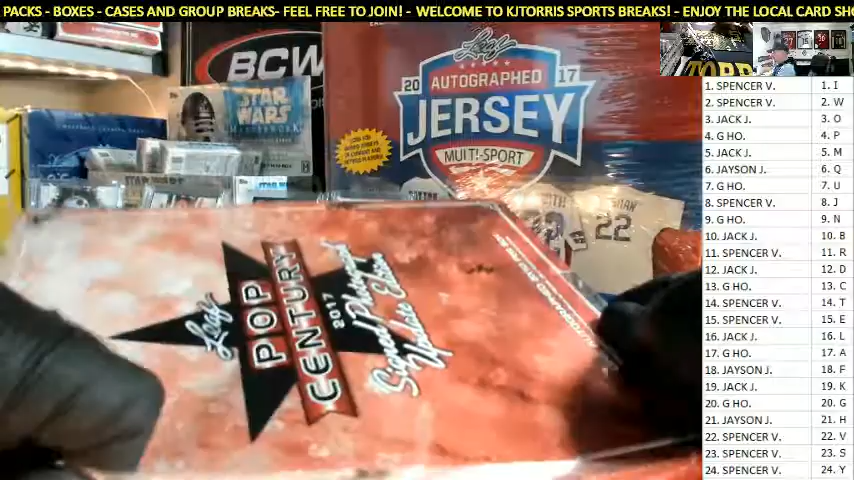 PACKS - BOXES - CASES AND GROUP BREAKS- FEEL FREE TO JOIN! - WELCOME TO KJTORRIS SPORTS BREAKS! - ENJOY THE LOCAL CARD
BCW
Leaf
20 AUTOGRAPHED 17
JERSEY
MULTI-SPORT
STAR WARS
STAR WARS
22
Leaf
POP
CENTURY
2017
Signed Photograph
Update Edition
1. SPENCER V. 1. I
2. SPENCER V. 2. W
3. JACK J. 3. O
4. G HO. 4. P
5. JACK J. 5. M
6. JAYSON J. 6. Q
7. G HO. 7. U
8. SPENCER V. 8. J
9. G HO. 9. N
10. JACK J. 10. B
11. SPENCER V. 11. R
12. JACK J. 12. D
13. G HO. 13. C
14. SPENCER V. 14. T
15. SPENCER V. 15. E
16. JACK J. 16. L
17. G HO. 17. A
18. JAYSON J. 18. F
19. JACK J. 19. K
20. G HO. 20. G
21. JAYSON J. 21. H
22. SPENCER V. 22. V
23. SPENCER V. 23. S
24. SPENCER V. 24. Y